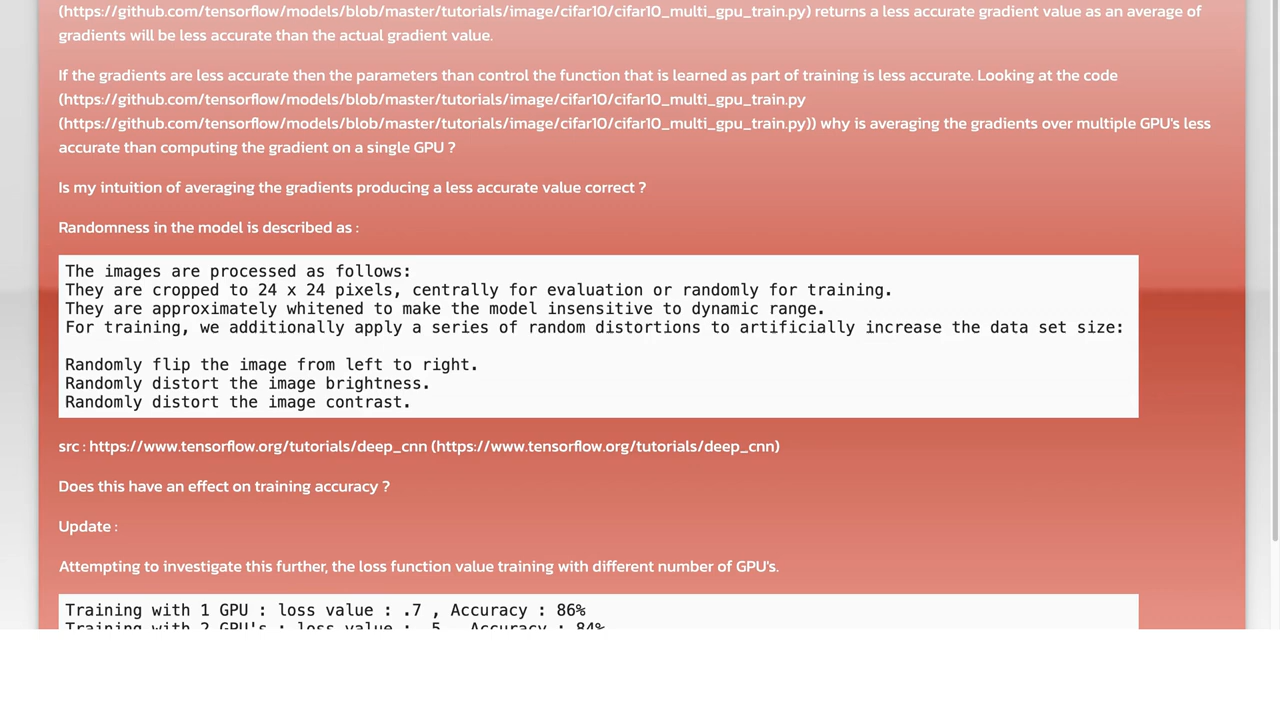 (https://github.com/tensorflow/models/blob/master/tutorials/image/cifar10/cifar10_multi_gpu_train.py) returns a less accurate gradient value as an average of
gradients will be less accurate than the actual gradient value.
If the gradients are less accurate then the parameters than control the function that is learned as part of training is less accurate. Looking at the code
(https://github.com/tensorflow/models/blob/master/tutorials/image/cifar10/cifar10_multi_gpu_train.py
(https://github.com/tensorflow/models/blob/master/tutorials/image/cifar10/cifar10_multi_gpu_train.py)) why is averaging the gradients over multiple GPU's less
accurate than computing the gradient on a single GPU ?
Is my intuition of averaging the gradients producing a less accurate value correct ?
Randomness in the model is described as :
The images are processed as follows:
They are cropped to 24 x 24 pixels, centrally for evaluation or randomly for training.
They are approximately whitened to make the model insensitive to dynamic range.
For training, we additionally apply a series of random distortions to artificially increase the data set size:
Randomly flip the image from left to right.
Randomly distort the image brightness.
Randomly distort the image contrast.
src : https://www.tensorflow.org/tutorials/deep_cnn (https://www.tensorflow.org/tutorials/deep_cnn)
Does this have an effect on training accuracy ?
Update :
Attempting to investigate this further, the loss function value training with different number of GPU's.
Training with 1 GPU : loss value : .7 , Accuracy : 86%
Training with 2 GPU's : loss value : .5 , Accuracy : 84%